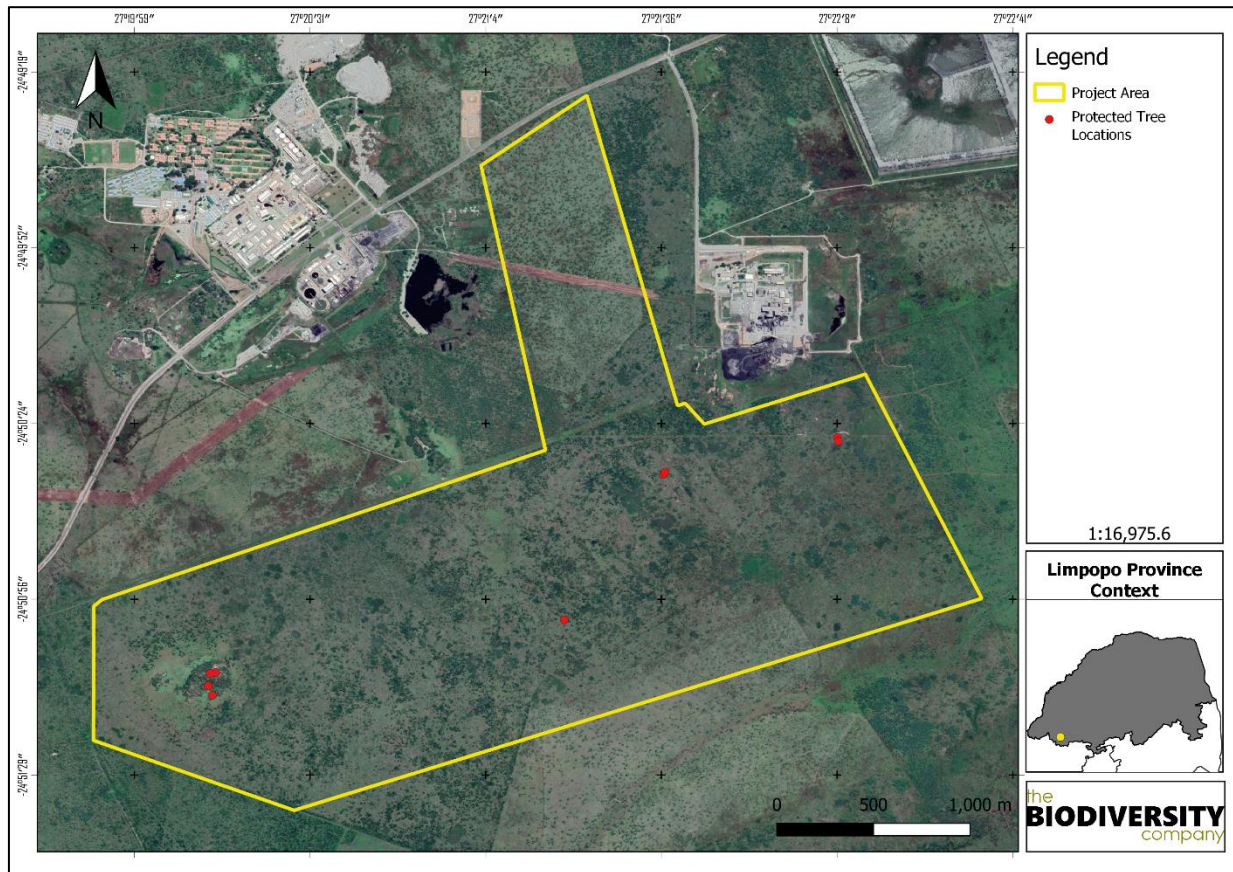 27°19'59" 27°20'31" 27°21'4" 27°21'36" 27°22'8" 27°22'41"
-24°49'19"
N
-24°49'52"
-24°50'24"
-24°50'56"
-24°51'29"
0 500 1,000 m
Legend
Project Area
Protected Tree
Locations
1:16,975.6
Limpopo Province
Context
the
BIODIVERSITY
company